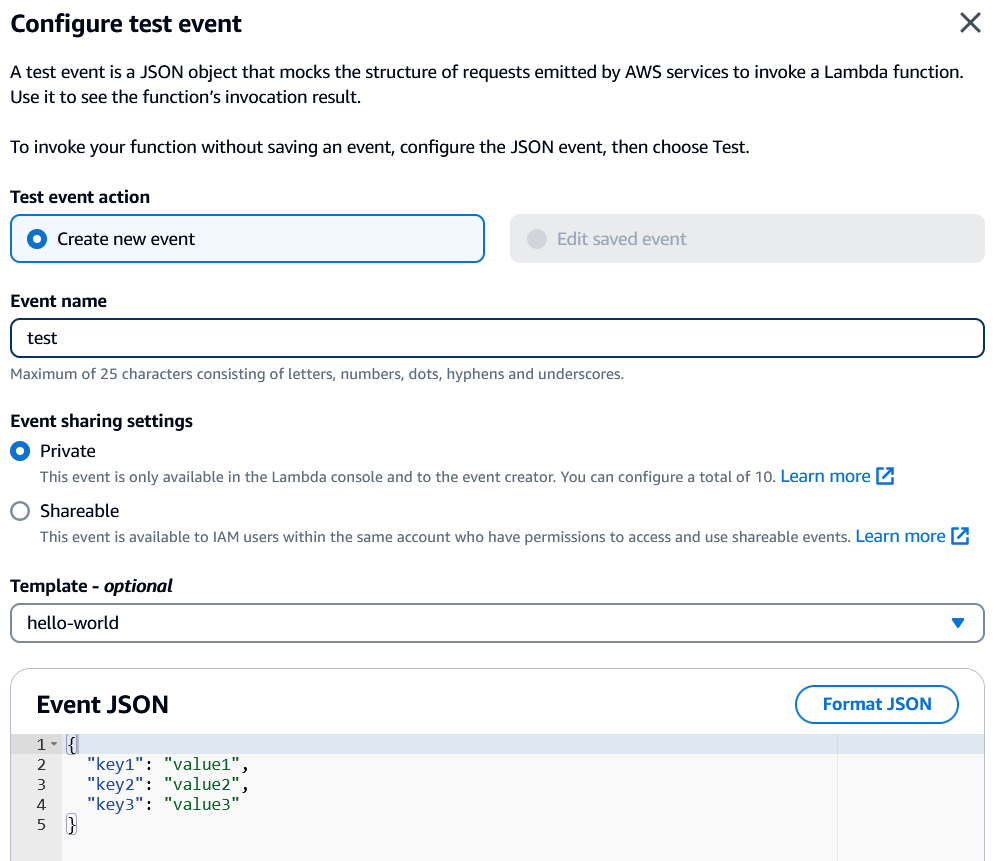 Configure test event
A test event is a JSON object that mocks the structure of requests emitted by AWS services to invoke a Lambda function.
Use it to see the function’s invocation result.
To invoke your function without saving an event, configure the JSON event, then choose Test.
Test event action
Create new event
Edit saved event
Event name
test
Maximum of 25 characters consisting of letters, numbers, dots, hyphens and underscores.
Event sharing settings
Private
This event is only available in the Lambda console and to the event creator. You can configure a total of 10. Learn more
Shareable
This event is available to IAM users within the same account who have permissions to access and use shareable events. Learn more
Template - optional
hello-world
Event JSON
Format JSON
1 {
2 "key1": "value1",
3 "key2": "value2",
4 "key3": "value3"
5 }